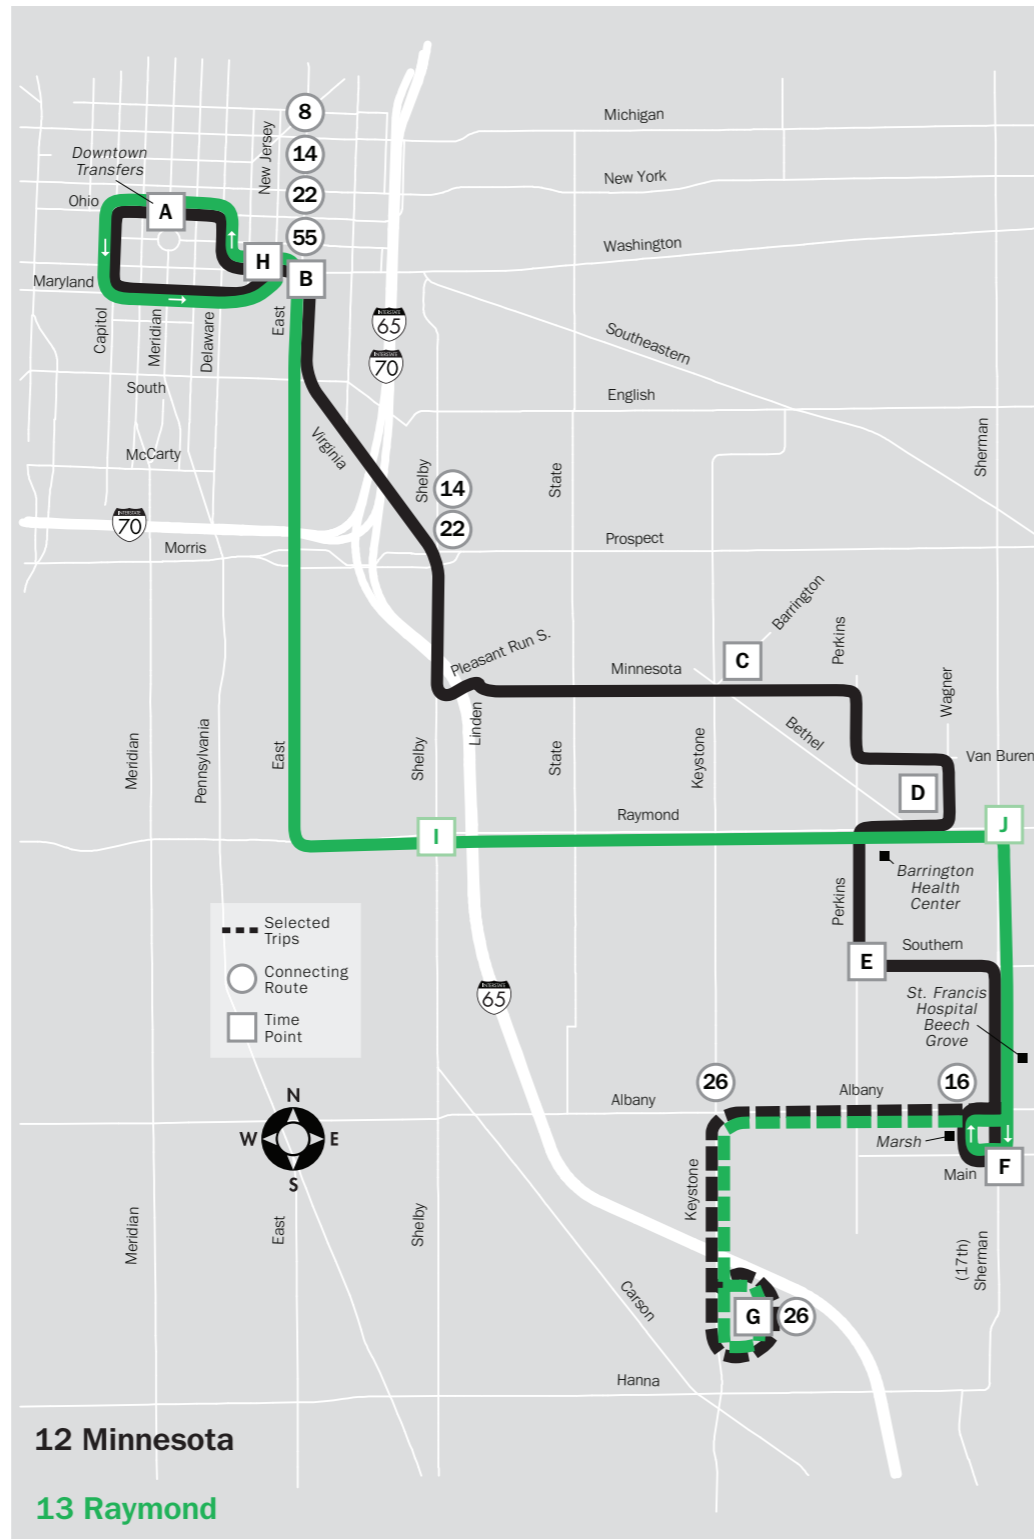 8
Michigan
14
New Jersey
Downtown
Transfers
New York
22
Ohio
A
55
Washington
H
B
Maryland
INTERSTATE
65
Capitol
Meridian
Delaware
East
INTERSTATE
70
Southeastern
South
English
Virginia
McCarty
Shelby
14
State
Sherman
INTERSTATE
70
22
Morris
Prospect
Barrington
Perkins
Pleasant Run S.
C
Minnesota
Wagner
Linden
Bethel
Meridian
Pennsylvania
East
Shelby
State
Keystone
Van Buren
D
Raymond
I
J
Barrington
Health
Center
Perkins
Selected
Trips
Southern
E
Connecting
Route
INTERSTATE
65
St. Francis
Hospital
Beech
Grove
Time
Point
26
Albany
16
N
Albany
W
E
Marsh
S
Main
F
Keystone
Meridian
East
Shelby
(17th)
Sherman
Carson
G
26
Hanna
12 Minnesota
13 Raymond